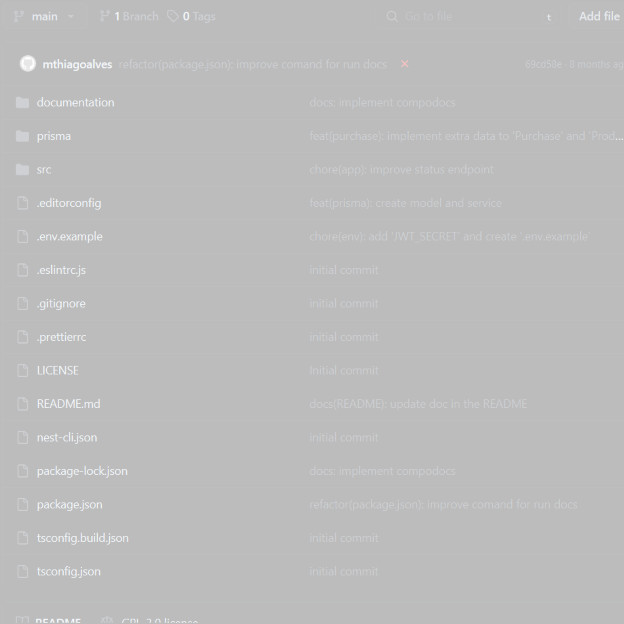 main 1 Branch 0 Tags Go to file t Add file
mthiagoalves refactor(package.json): improve comand for run docs
documentation docs: implement compodocs
prisma feat(purchase): Implement extra data to 'Purchase' and 'Prod...
src chore(app): improve status endpoint
.editorconfig feat(prisma): create model and service
.env.example chore(env): add 'JWT_SECRET' and create '.env.example'
.eslintrc.js initial commit
.gitignore initial commit
.prettierrc initial commit
LICENSE Initial commit
README.md docs(README): update doc in the README
nest-cli.json initial commit
package-lock.json docs: implement compodocs
package.json refactor(package.json): improve comand for run docs
tsconfig.build.json initial commit
tsconfig.json initial commit
README GPL-3.0 license